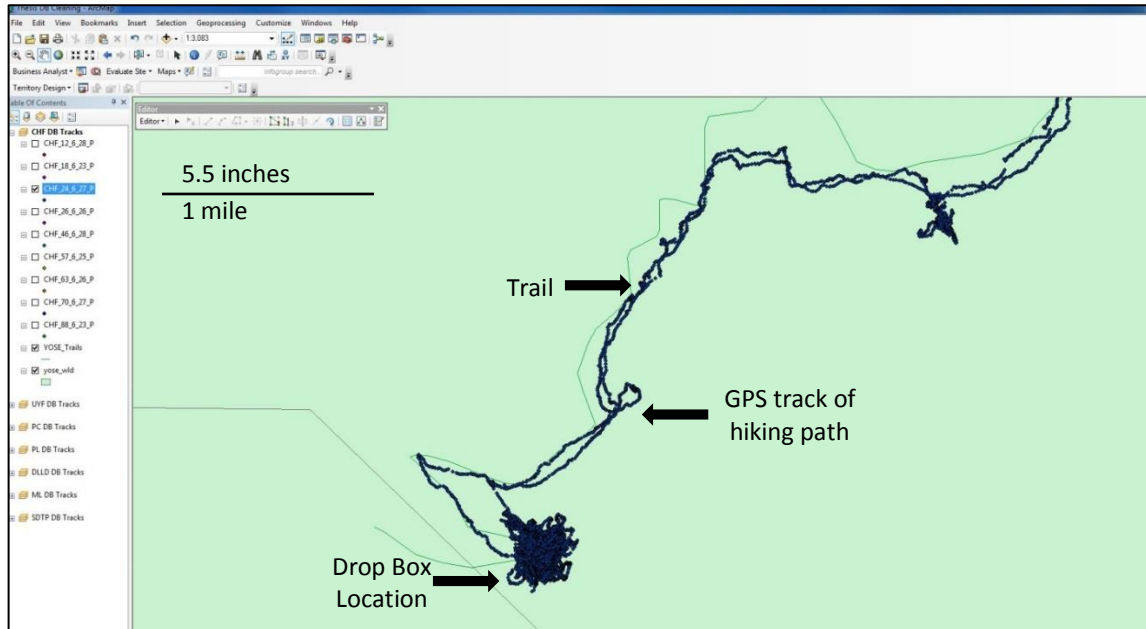 Thesis DB Cleaning - ArcMap
File Edit View Bookmarks Insert Selection Geoprocessing Customize Windows Help
1:3,083
Business Analyst Evaluate Site Maps infogroup search...
Territory Design
Table Of Contents
Editor
Editor
CHF DB Tracks
CHF_12_6_28_P
CHF_18_6_23_P
CHF_24_6_27_P
CHF_26_6_26_P
CHF_46_6_28_P
CHF_57_6_25_P
CHF_63_6_26_P
CHF_70_6_27_P
CHF_88_6_23_P
YOSE_Trails
yose_wld
UYF DB Tracks
PC DB Tracks
PL DB Tracks
DLLD DB Tracks
ML DB Tracks
SDTP DB Tracks
5.5 inches
1 mile
Trail
GPS track of
hiking path
Drop Box
Location